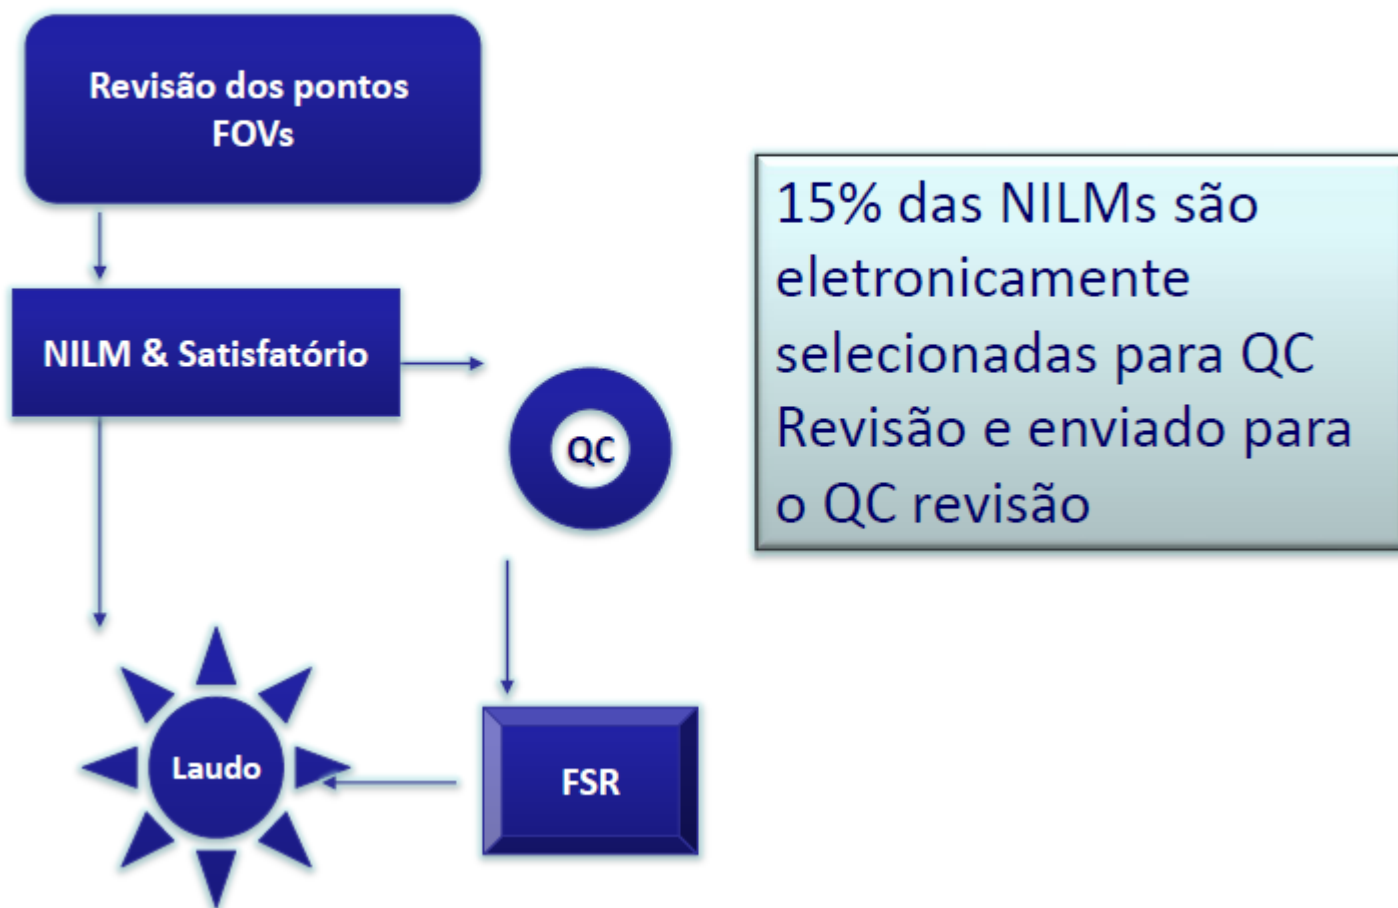 Revisão dos pontos
FOVs
NILM & Satisfatório
QC
Laudo
FSR
15% das NILMs são
eletronicamente
selecionadas para QC
Revisão e enviado para
o QC revisão